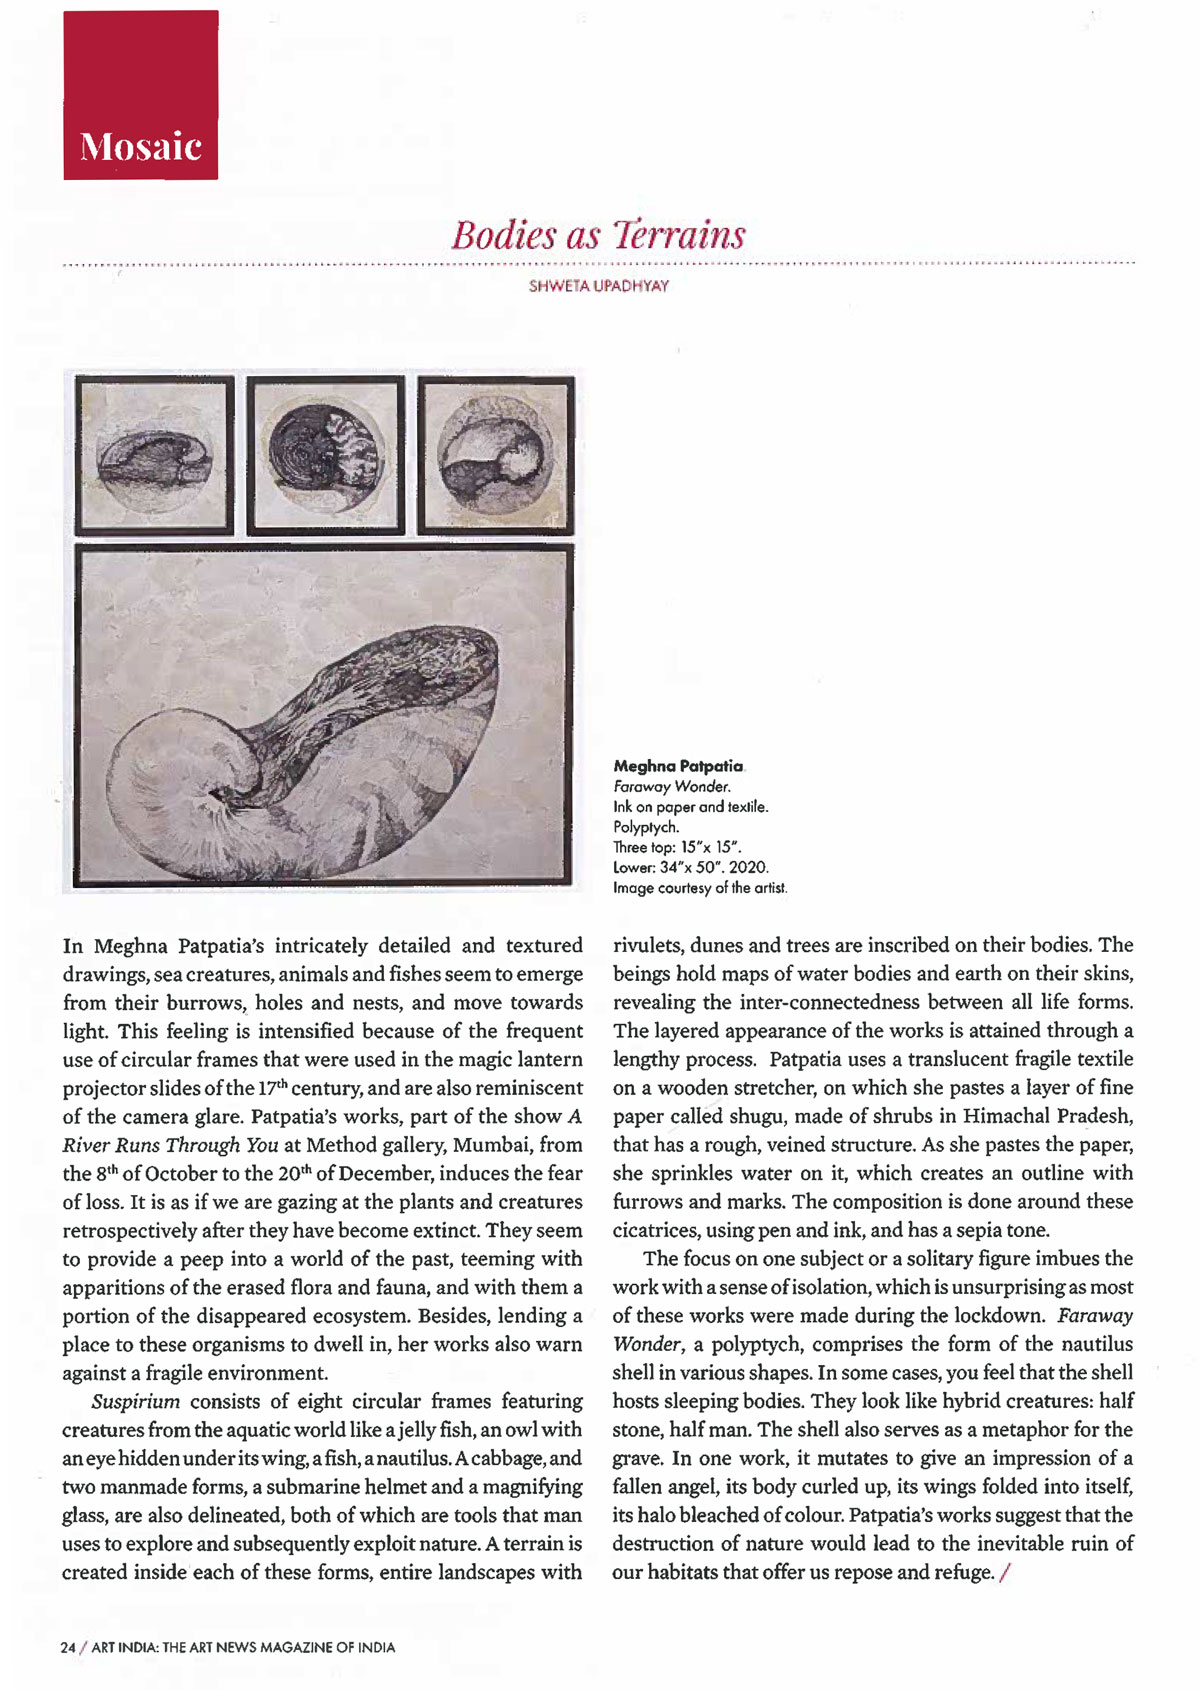 Mosaic
Bodies as Terrains
SHWETA UPADHYAY
Meghna Patpatia.
Faraway Wonder.
Ink on paper and textile.
Polyptych.
Three top: 15"x 15".
Lower: 34"x 50". 2020.
Image courtesy of the artist.
In Meghna Patpatia's intricately detailed and textured
drawings, sea creatures, animals and fishes seem to emerge
from their burrows, holes and nests, and move towards
light. This feeling is intensified because of the frequent
use of circular frames that were used in the magic lantern
projector slides of the 17th century, and are also reminiscent
of the camera glare. Patpatia's works, part of the show A
River Runs Through You at Method gallery, Mumbai, from
the 8th of October to the 20th of December, induces the fear
of loss. It is as if we are gazing at the plants and creatures
retrospectively after they have become extinct. They seem
to provide a peep into a world of the past, teeming with
apparitions of the erased flora and fauna, and with them a
portion of the disappeared ecosystem. Besides, lending a
place to these organisms to dwell in, her works also warn
against a fragile environment.
Suspirium consists of eight circular frames featuring
creatures from the aquatic world like a jelly fish, an owl with
an eye hidden under its wing, a fish, a nautilus. A cabbage, and
two manmade forms, a submarine helmet and a magnifying
glass, are also delineated, both of which are tools that man
uses to explore and subsequently exploit nature. A terrain is
created inside each of these forms, entire landscapes with
rivulets, dunes and trees are inscribed on their bodies. The
beings hold maps of water bodies and earth on their skins,
revealing the inter-connectedness between all life forms.
The layered appearance of the works is attained through a
lengthy process. Patpatia uses a translucent fragile textile
on a wooden stretcher, on which she pastes a layer of fine
paper called shugu, made of shrubs in Himachal Pradesh,
that has a rough, veined structure. As she pastes the paper,
she sprinkles water on it, which creates an outline with
furrows and marks. The composition is done around these
cicatrices, using pen and ink, and has a sepia tone.
The focus on one subject or a solitary figure imbues the
work with a sense of isolation, which is unsurprising as most
of these works were made during the lockdown. Faraway
Wonder, a polyptych, comprises the form of the nautilus
shell in various shapes. In some cases, you feel that the shell
hosts sleeping bodies. They look like hybrid creatures: half
stone, half man. The shell also serves as a metaphor for the
grave. In one work, it mutates to give an impression of a
fallen angel, its body curled up, its wings folded into itself,
its halo bleached of colour. Patpatia's works suggest that the
destruction of nature would lead to the inevitable ruin of
our habitats that offer us repose and refuge. /
24 / ART INDIA: THE ART NEWS MAGAZINE OF INDIA